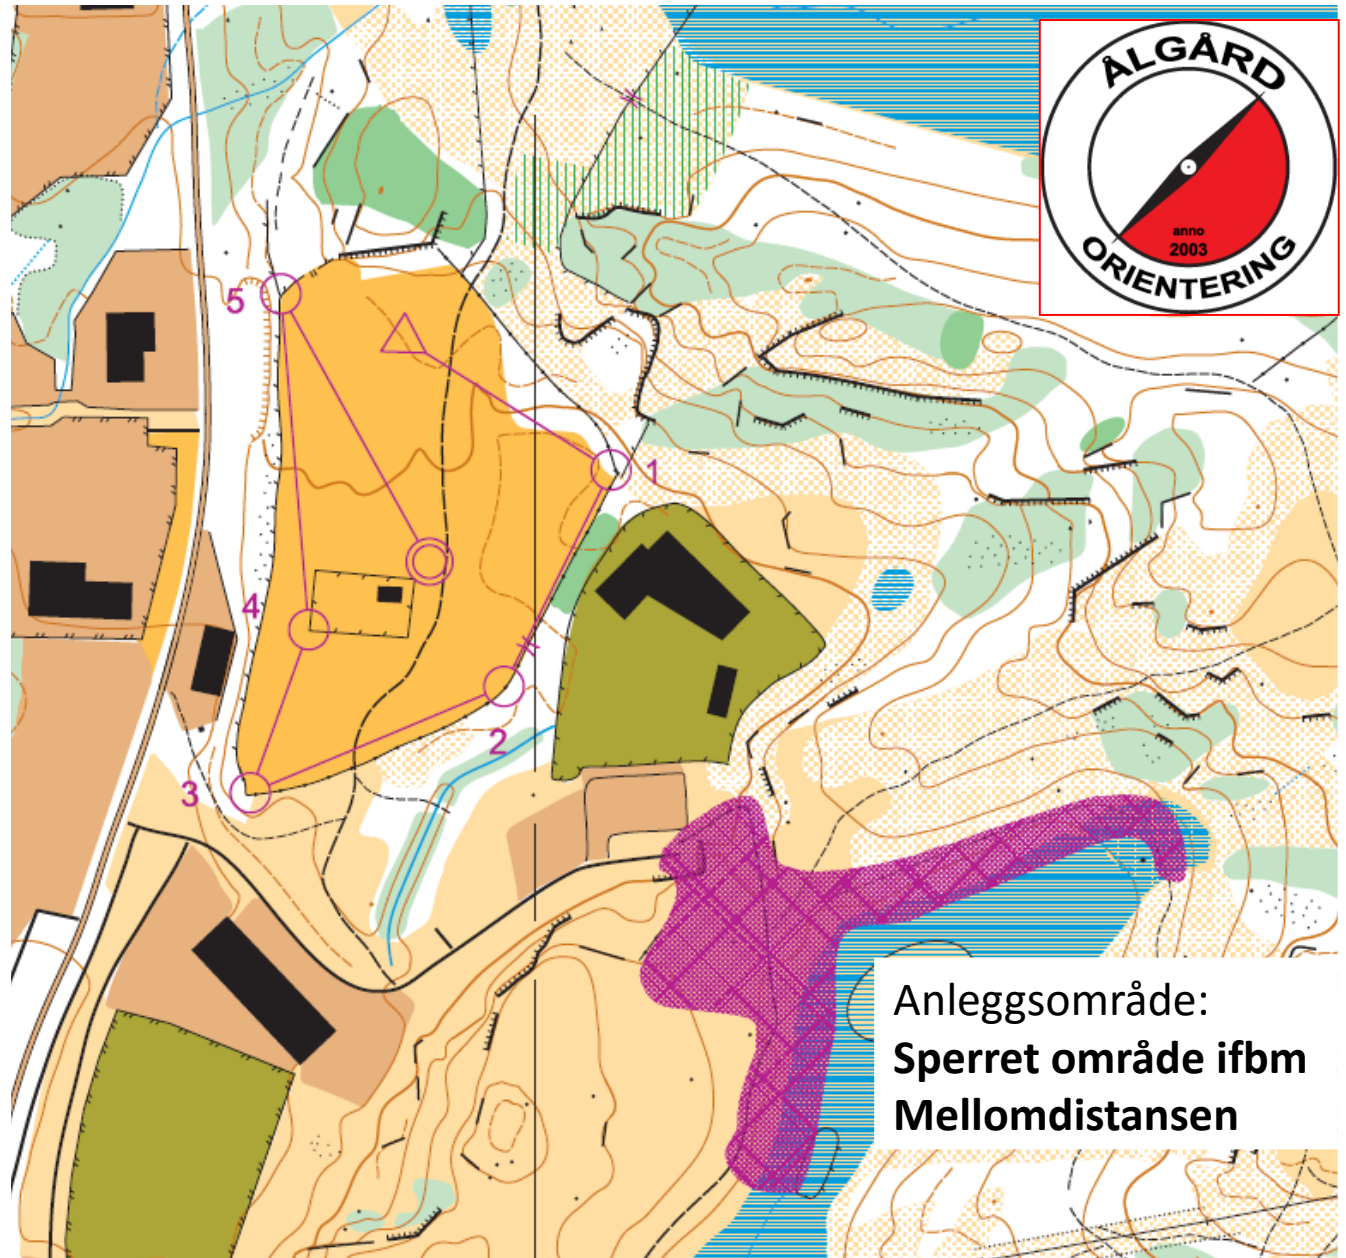 ÅLGÅRD
anno
2003
ORIENTERING
5
1
4
2
3
Anleggsområde:
Sperret område ifbm
Mellomdistansen